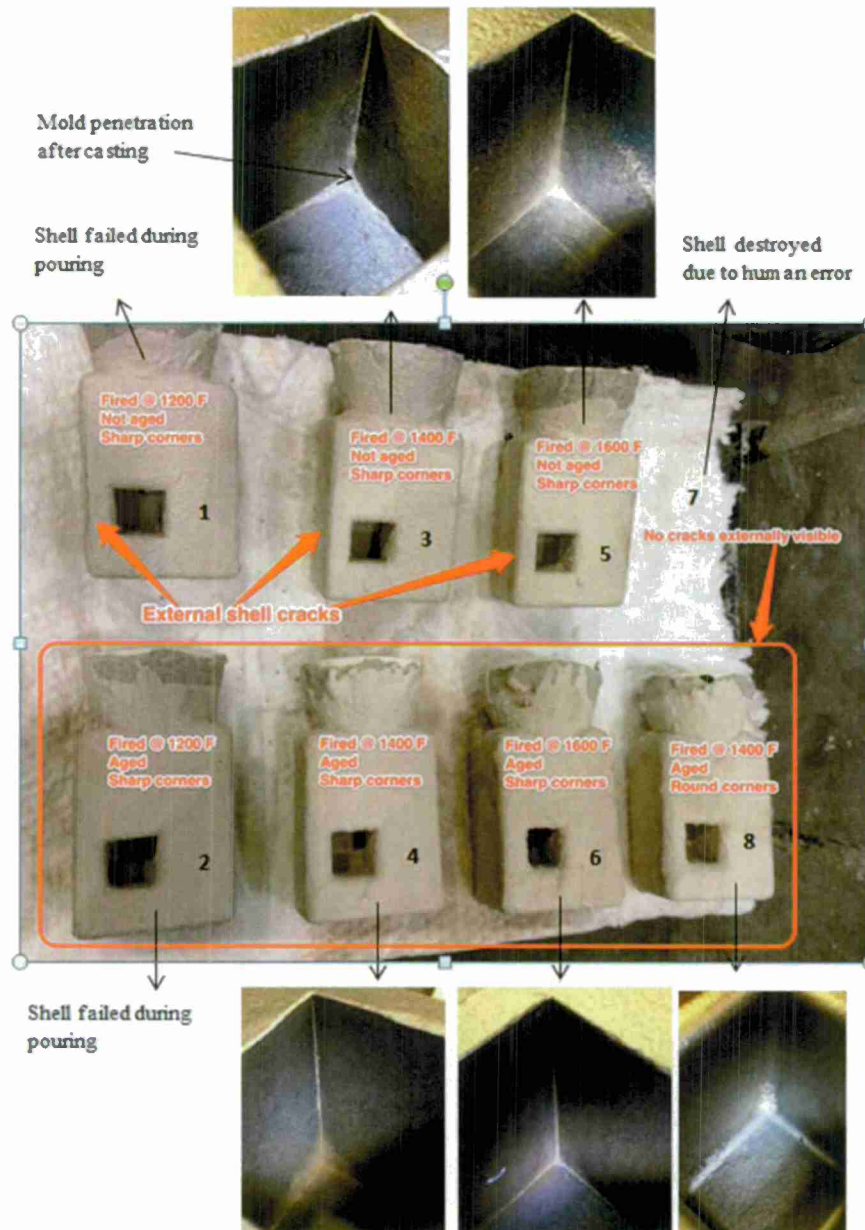 Mold penetration
after casting
Shell failed during
pouring
Shell destroyed
due to human error
Fired @ 1200 F
Not aged
Sharp corners
1
Fired @ 1400 F
Not aged
Sharp corners
3
Fired @ 1600 F
Not aged
Sharp corners
5
7
No cracks externally visible
External shell cracks
Fired @ 1200 F
Aged
Sharp corners
2
Fired @ 1400 F
Aged
Sharp corners
4
Fired @ 1600 F
Aged
Sharp corners
6
Fired @ 1400 F
Aged
Round corners
8
Shell failed during
pouring